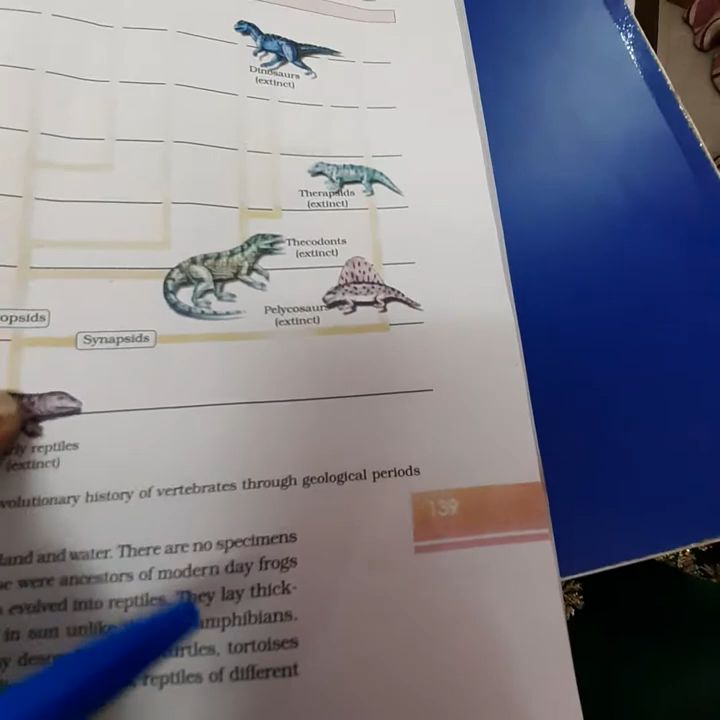 Dinosaurs
(extinct)
Therapsids
(extinct)
Thecodonts
(extinct)
Pelycosaurs
(extinct)
opsids
Synapsids
rly reptiles
(extinct)
volutionary history of vertebrates through geological periods
139
land and water. There are no specimens
were ancestors of modern day frogs
evolved into reptiles. They lay thick-
in sun unlike amphibians.
turtles, tortoises
reptiles of different